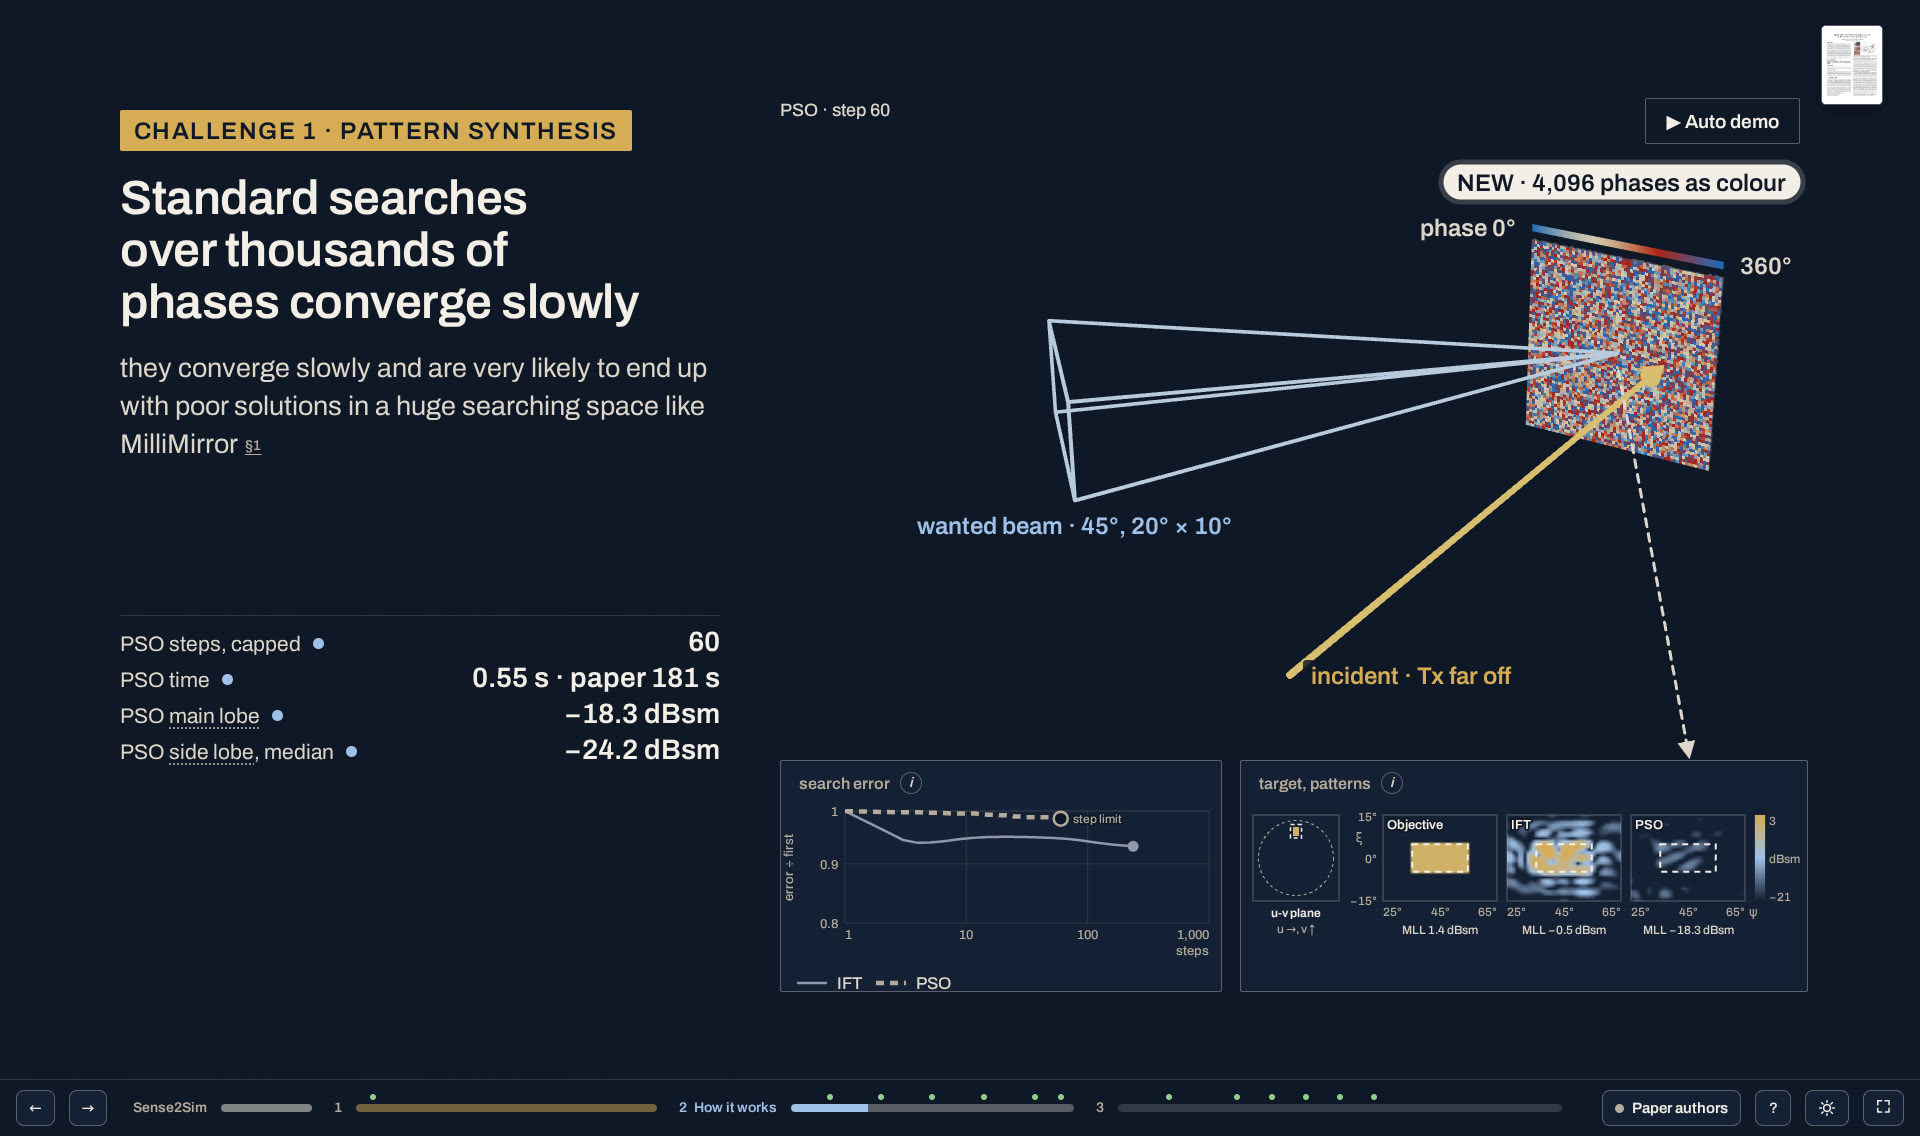 CHALLENGE 1 · PATTERN SYNTHESIS
Standard searches
over thousands of
phases converge slowly
they converge slowly and are very likely to end up
with poor solutions in a huge searching space like
MilliMirror §1
PSO steps, capped 60
PSO time 0.55 s · paper 181 s
PSO main lobe −18.3 dBsm
PSO side lobe, median −24.2 dBsm
PSO · step 60
▶ Auto demo
NEW · 4,096 phases as colour
phase 0°
360°
wanted beam · 45°, 20° × 10°
incident · Tx far off
search error i
error ÷ first
1
0.9
0.8
step limit
1 10 100 1,000
steps
IFT PSO
target, patterns i
u-v plane
u →, v ↑
15°
ξ
0°
−15°
Objective
25° 45° 65°
MLL 1.4 dBsm
IFT
25° 45° 65°
MLL −0.5 dBsm
PSO
25° 45° 65° ψ
MLL −18.3 dBsm
3
dBsm
−21
← → Sense2Sim 1 2 How it works 3 Paper authors ?